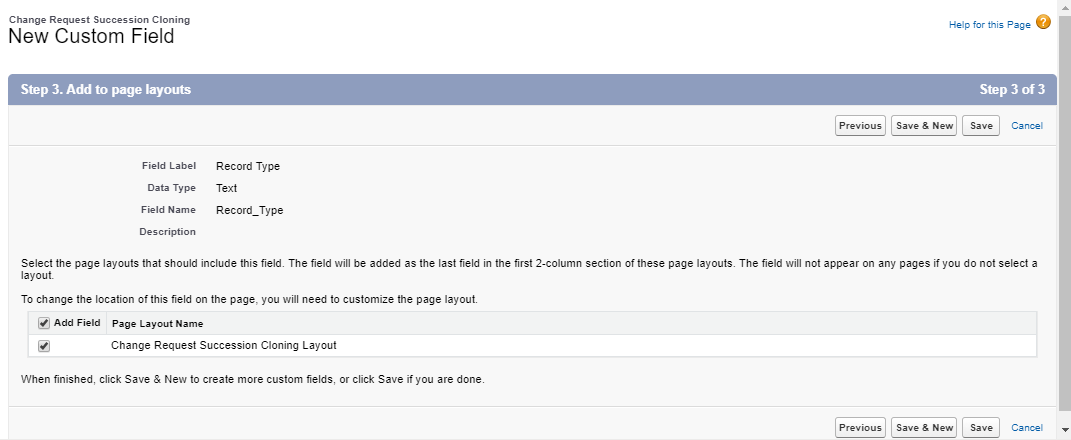 Change Request Succession Cloning
New Custom Field
Help for this Page ?
Step 3. Add to page layouts Step 3 of 3
Previous Save & New Save Cancel
Field Label Record Type
Data Type Text
Field Name Record_Type
Description
Select the page layouts that should include this field. The field will be added as the last field in the first 2-column section of these page layouts. The field will not appear on any pages if you do not select a
layout.
To change the location of this field on the page, you will need to customize the page layout.
Add Field Page Layout Name
Change Request Succession Cloning Layout
When finished, click Save & New to create more custom fields, or click Save if you are done.
Previous Save & New Save Cancel